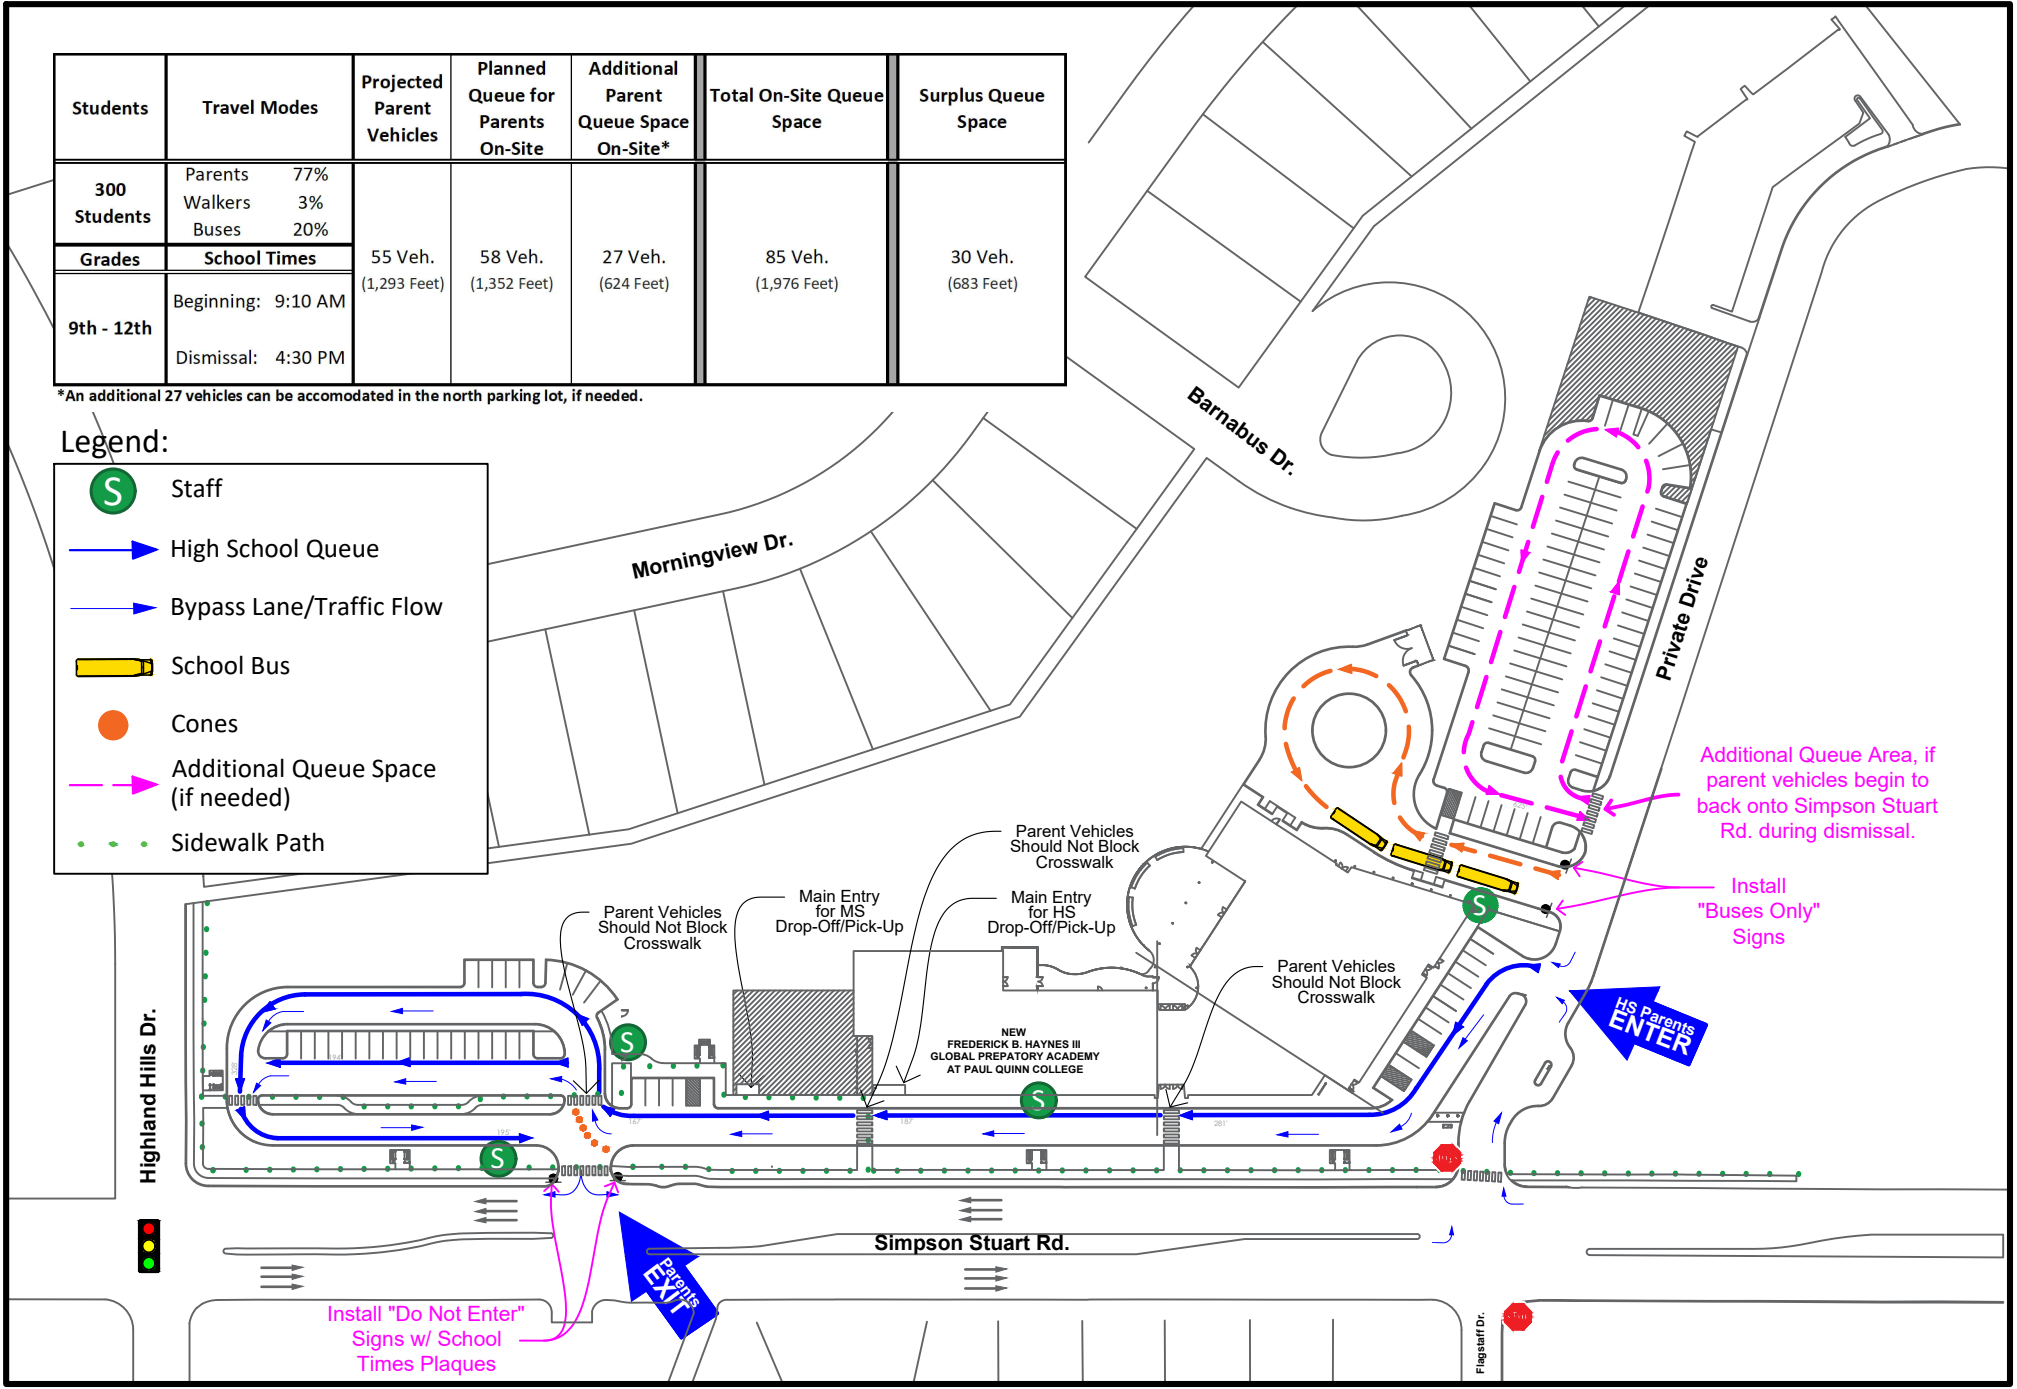 Students
Travel Modes
Projected
Parent
Vehicles
Planned
Queue for
Parents
On-Site
Additional
Parent
Queue Space
On-Site*
Total On-Site Queue
Space
Surplus Queue
Space
300
Students
Parents 77%
Walkers 3%
Buses 20%
Grades
School Times
9th - 12th
Beginning: 9:10 AM
Dismissal: 4:30 PM
55 Veh.
(1,293 Feet)
58 Veh.
(1,352 Feet)
27 Veh.
(624 Feet)
85 Veh.
(1,976 Feet)
30 Veh.
(683 Feet)
*An additional 27 vehicles can be accomodated in the north parking lot, if needed.
Legend:
S
Staff
High School Queue
Bypass Lane/Traffic Flow
School Bus
Cones
Additional Queue Space
(if needed)
Sidewalk Path
Barnabus Dr.
Morningview Dr.
Private Drive
Additional Queue Area, if
parent vehicles begin to
back onto Simpson Stuart
Rd. during dismissal.
625'
Install
"Buses Only"
Signs
S
Parent Vehicles
Should Not Block
Crosswalk
Main Entry
for MS
Drop-Off/Pick-Up
Parent Vehicles
Should Not Block
Crosswalk
Main Entry
for HS
Drop-Off/Pick-Up
Parent Vehicles
Should Not Block
Crosswalk
HS Parents
ENTER
NEW
FREDERICK B. HAYNES III
GLOBAL PREPATORY ACADEMY
AT PAUL QUINN COLLEGE
S
S
S
194'
328'
195'
167'
187'
281'
Highland Hills Dr.
Simpson Stuart Rd.
Parents
EXIT
Install "Do Not Enter"
Signs w/ School
Times Plaques
Flagstaff Dr.